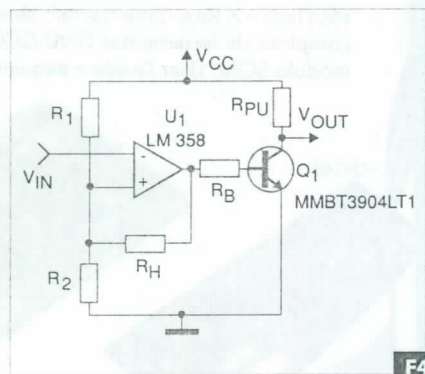 V_CC
R_1
R_PU
V_OUT
U_1
LM 358
-
+
V_IN
R_B
Q_1
MMBT3904LT1
R_H
R_2
F4